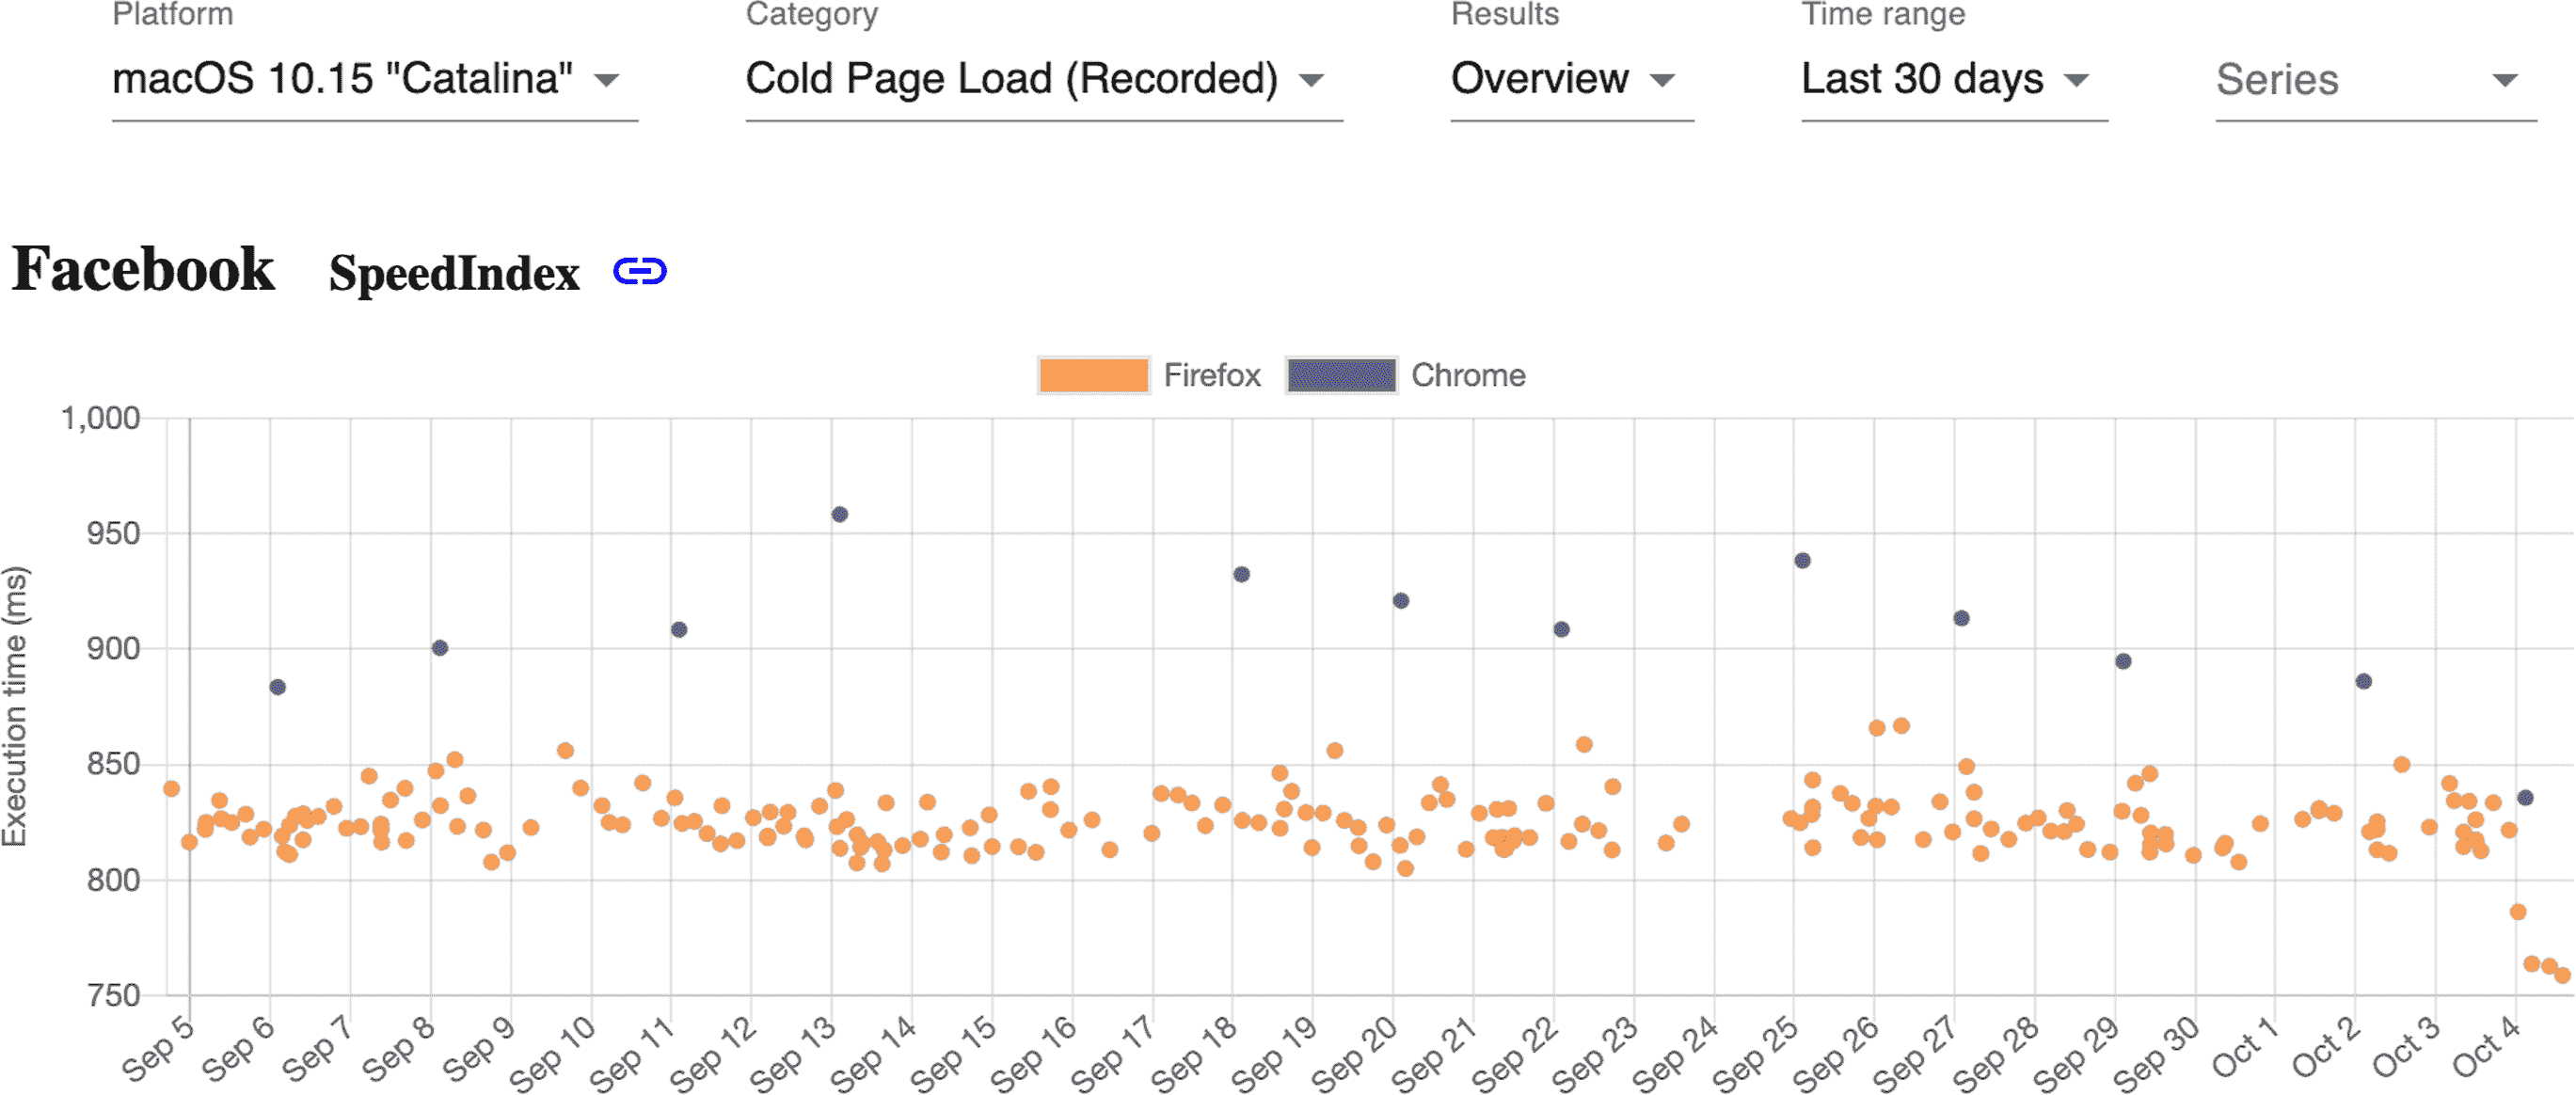 Platform Category Results Time range
macOS 10.15 "Catalina" Cold Page Load (Recorded) Overview Last 30 days Series
Facebook SpeedIndex
Firefox Chrome
1,000
950
900
850
800
750
Execution time (ms)
Sep 5 Sep 6 Sep 7 Sep 8 Sep 9 Sep 10 Sep 11 Sep 12 Sep 13 Sep 14 Sep 15 Sep 16 Sep 17 Sep 18 Sep 19 Sep 20 Sep 21 Sep 22 Sep 23 Sep 24 Sep 25 Sep 26 Sep 27 Sep 28 Sep 29 Sep 30 Oct 1 Oct 2 Oct 3 Oct 4